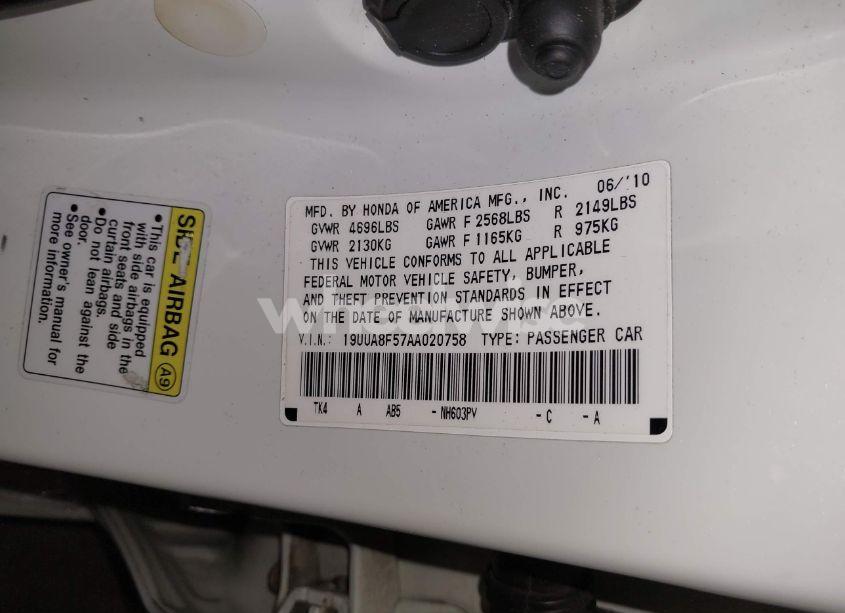 MFD. BY HONDA OF AMERICA MFG., INC. 06/'10
GVWR 4696LBS GAWR F 2568LBS R 2149LBS
GVWR 2130KG GAWR F 1165KG R 975KG
THIS VEHICLE CONFORMS TO ALL APPLICABLE
FEDERAL MOTOR VEHICLE SAFETY, BUMPER,
AND THEFT PREVENTION STANDARDS IN EFFECT
ON THE DATE OF MANUFACTURE SHOWN ABOVE.
V.I.N.: 19UUA8F57AA020758 TYPE: PASSENGER CAR
TK4 A AB5 - NH603PV - C - A
SIDE AIRBAG A9
• This car is equipped
with side airbags in the
front seats and side
curtain airbags.
• Do not lean against the
door.
• See owner's manual for
more information.